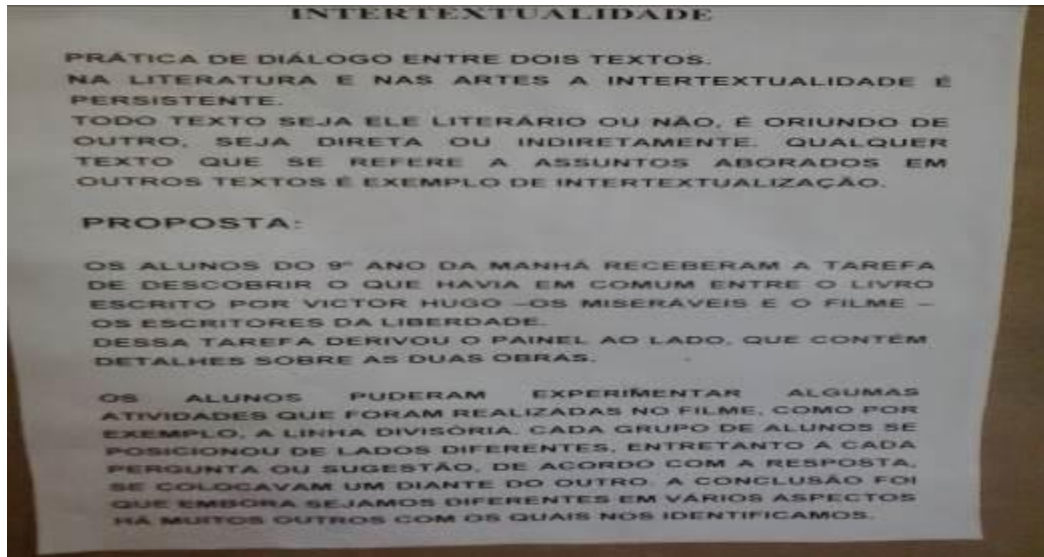 INTERTEXTUALIDADE
PRÁTICA DE DIÁLOGO ENTRE DOIS TEXTOS.
NA LITERATURA E NAS ARTES A INTERTEXTUALIDADE É
PERSISTENTE.
TODO TEXTO SEJA ELE LITERÁRIO OU NÃO, É ORIUNDO DE
OUTRO, SEJA DIRETA OU INDIRETAMENTE. QUALQUER
TEXTO QUE SE REFERE A ASSUNTOS ABORADOS EM
OUTROS TEXTOS É EXEMPLO DE INTERTEXTUALIZAÇÃO.
PROPOSTA:
OS ALUNOS DO 9º ANO DA MANHÃ RECEBERAM A TAREFA
DE DESCOBRIR O QUE HAVIA EM COMUM ENTRE O LIVRO
ESCRITO POR VICTOR HUGO –OS MISERÁVEIS E O FILME –
OS ESCRITORES DA LIBERDADE.
DESSA TAREFA DERIVOU O PAINEL AO LADO, QUE CONTÉM
DETALHES SOBRE AS DUAS OBRAS.
OS ALUNOS PUDERAM EXPERIMENTAR ALGUMAS
ATIVIDADES QUE FORAM REALIZADAS NO FILME, COMO POR
EXEMPLO, A LINHA DIVISÓRIA. CADA GRUPO DE ALUNOS SE
POSICIONOU DE LADOS DIFERENTES, ENTRETANTO A CADA
PERGUNTA OU SUGESTÃO, DE ACORDO COM A RESPOSTA,
SE COLOCAVAM UM DIANTE DO OUTRO. A CONCLUSÃO FOI
QUE EMBORA SEJAMOS DIFERENTES EM VÁRIOS ASPECTOS
HÁ MUITOS OUTROS COM OS QUAIS NOS IDENTIFICAMOS.